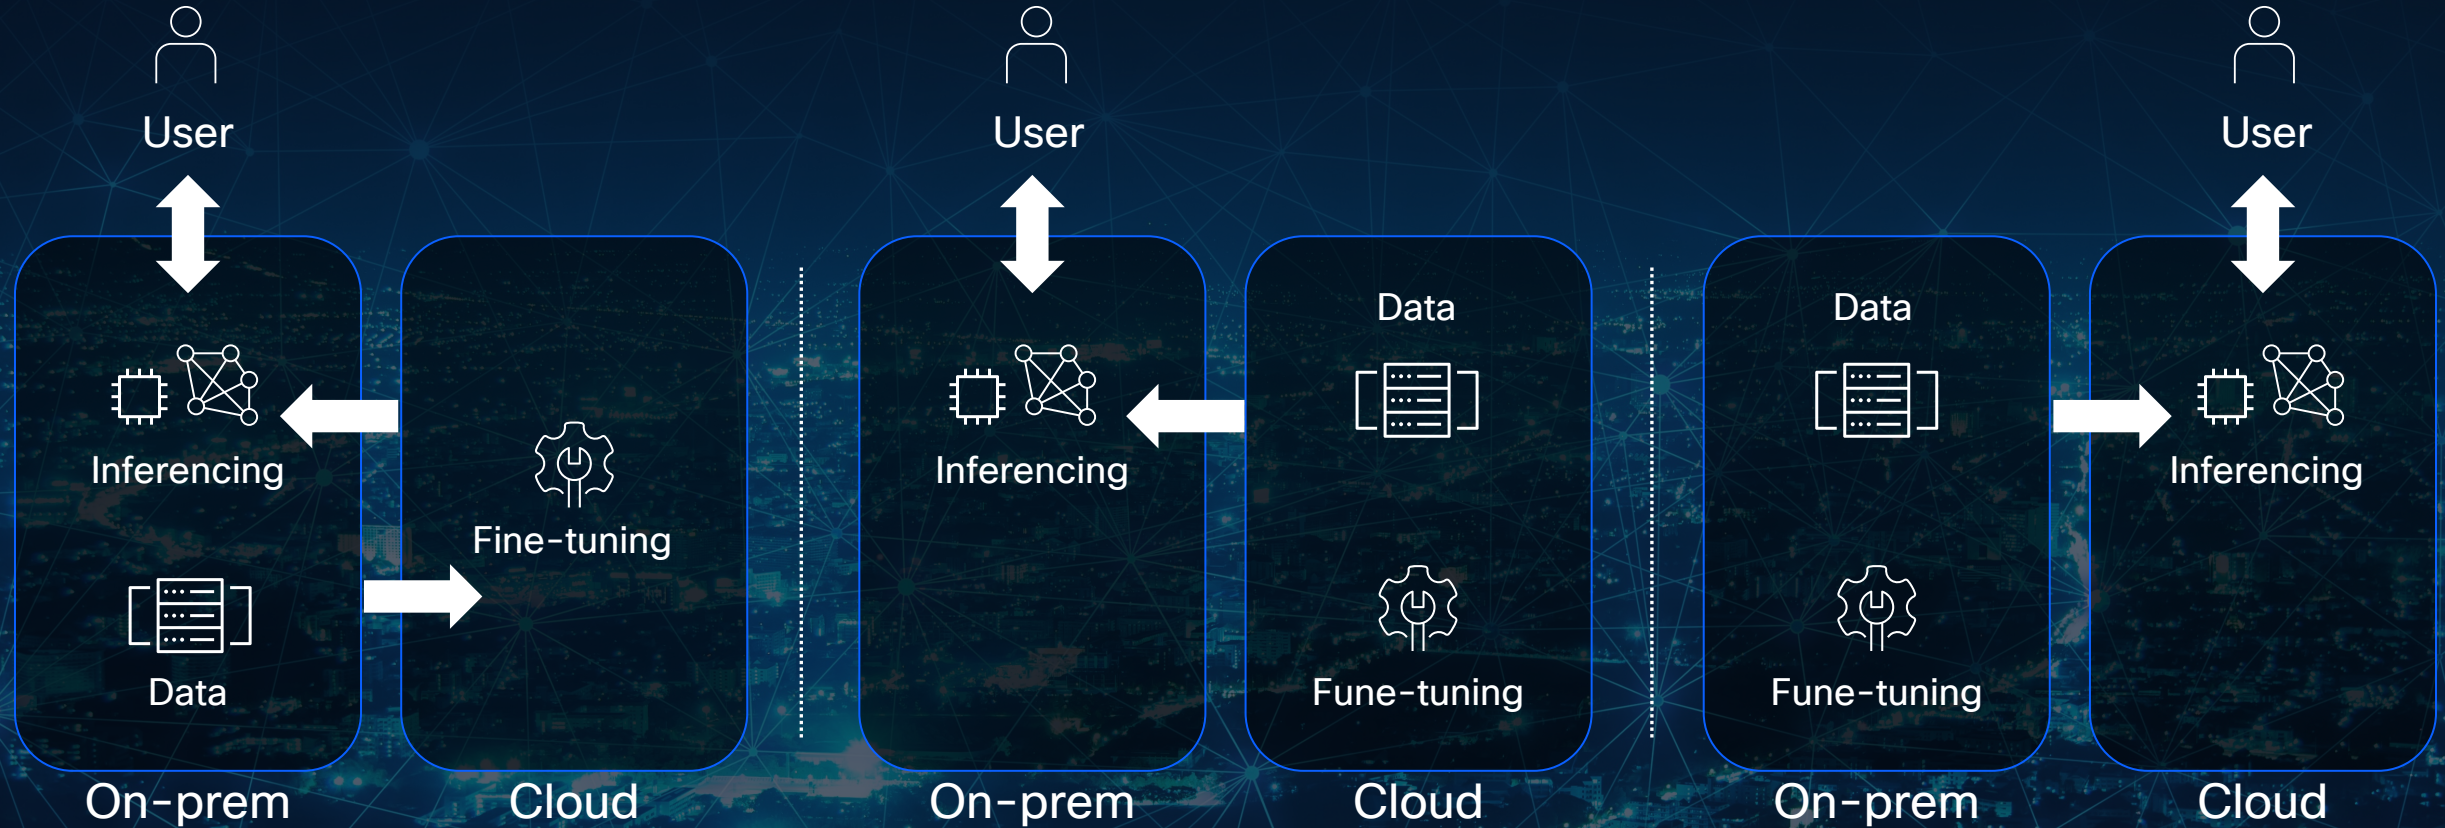 User
User
User
Inferencing
Data
Fine-tuning
Inferencing
Data
Fune-tuning
Data
Fune-tuning
Inferencing
On-prem
Cloud
On-prem
Cloud
On-prem
Cloud